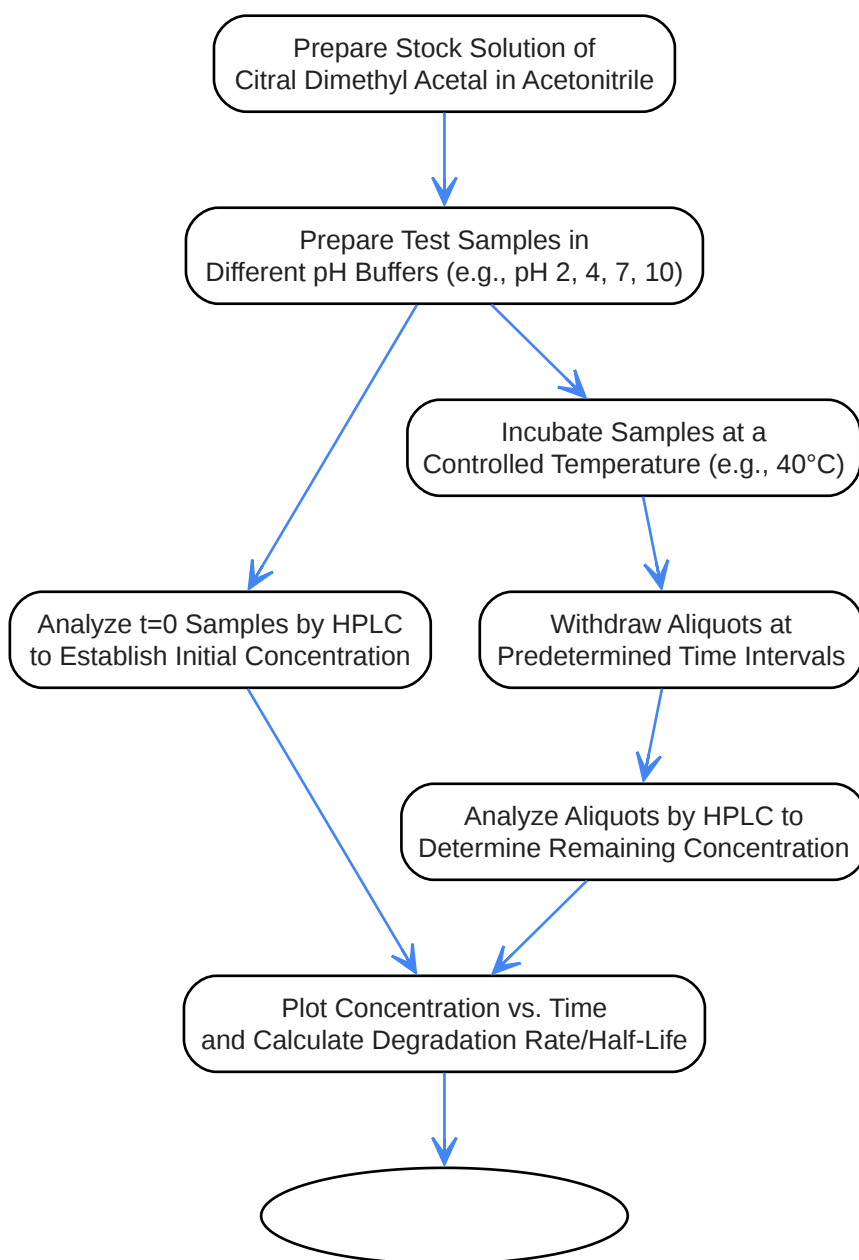 Prepare Stock Solution of
Citral Dimethyl Acetal in Acetonitrile
Prepare Test Samples in
Different pH Buffers (e.g., pH 2, 4, 7, 10)
Incubate Samples at a
Controlled Temperature (e.g., 40°C)
Analyze t=0 Samples by HPLC
to Establish Initial Concentration
Withdraw Aliquots at
Predetermined Time Intervals
Analyze Aliquots by HPLC to
Determine Remaining Concentration
Plot Concentration vs. Time
and Calculate Degradation Rate/Half-Life